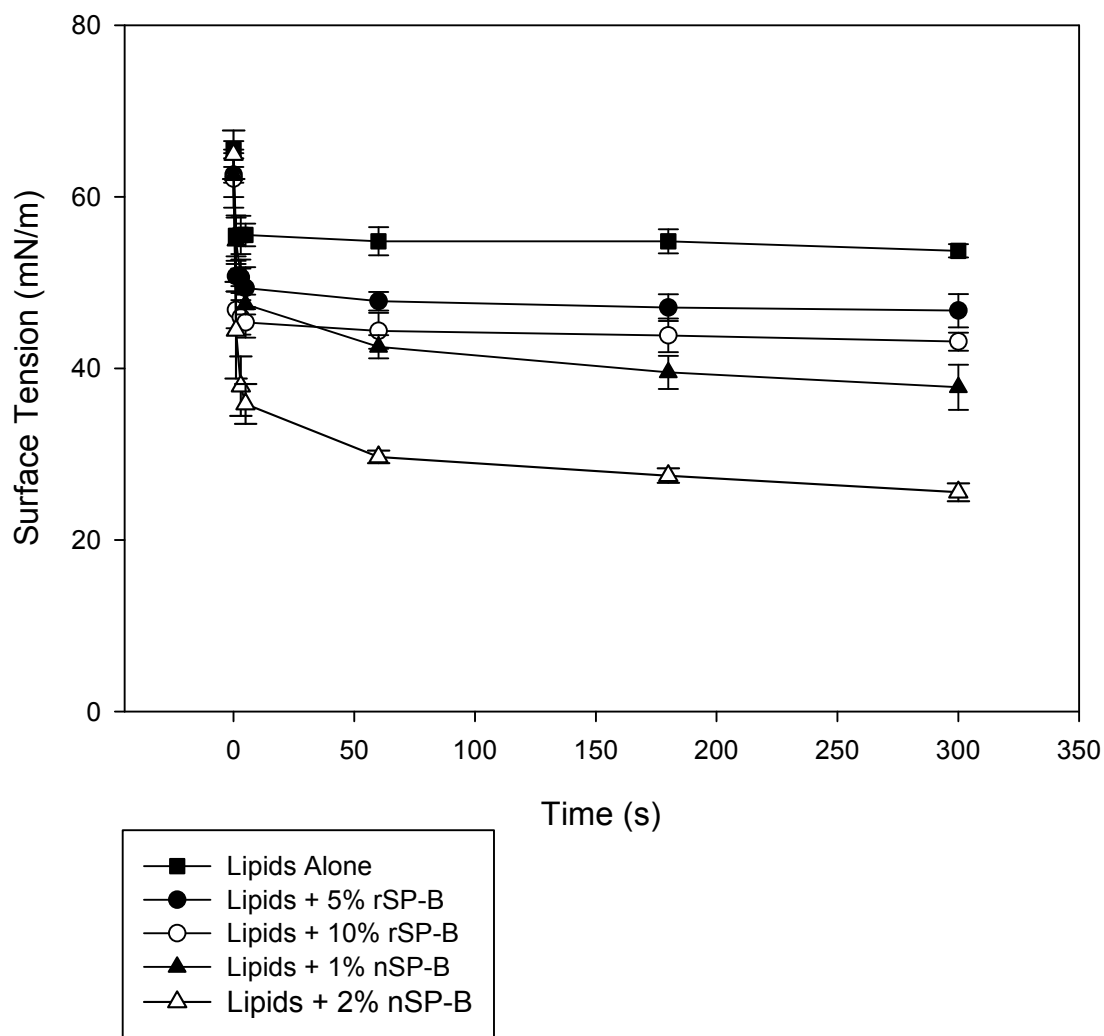 80
60
40
20
0
Surface Tension (mN/m)
0 50 100 150 200 250 300 350
Time (s)
Lipids Alone
Lipids + 5% rSP-B
Lipids + 10% rSP-B
Lipids + 1% nSP-B
Lipids + 2% nSP-B